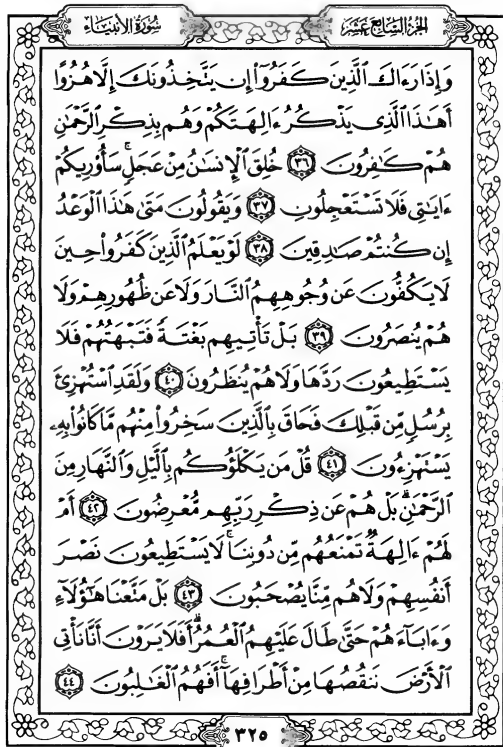 الجزء السابع عشر
سورة الأنبياء
وَإِذَا رَءَاكَ ٱلَّذِينَ كَفَرُوٓا۟ إِن يَتَّخِذُونَكَ إِلَّا هُزُوًا
أَهَـٰذَا ٱلَّذِى يَذْكُرُ ءَالِهَتَكُمْ وَهُم بِذِكْرِ ٱلرَّحْمَـٰنِ
هُمْ كَـٰفِرُونَ ٣٦ خُلِقَ ٱلْإِنسَـٰنُ مِنْ عَجَلٍ ۚ سَأُو۟رِيكُمْ
ءَايَـٰتِى فَلَا تَسْتَعْجِلُونِ ٣٧ وَيَقُولُونَ مَتَىٰ هَـٰذَا ٱلْوَعْدُ
إِن كُنتُمْ صَـٰدِقِينَ ٣٨ لَوْ يَعْلَمُ ٱلَّذِينَ كَفَرُوا۟ حِينَ
لَا يَكُفُّونَ عَن وُجُوهِهِمُ ٱلنَّارَ وَلَا عَن ظُهُورِهِمْ وَلَا
هُمْ يُنصَرُونَ ٣٩ بَلْ تَأْتِيهِم بَغْتَةً فَتَبْهَتُهُمْ فَلَا
يَسْتَطِيعُونَ رَدَّهَا وَلَا هُمْ يُنظَرُونَ ٤٠ وَلَقَدِ ٱسْتُهْزِئَ
بِرُسُلٍ مِّن قَبْلِكَ فَحَاقَ بِٱلَّذِينَ سَخِرُوا۟ مِنْهُم مَّا كَانُوا۟ بِهِۦ
يَسْتَهْزِءُونَ ٤١ قُلْ مَن يَكْلَؤُكُم بِٱلَّيْلِ وَٱلنَّهَارِ مِنَ
ٱلرَّحْمَـٰنِ ۗ بَلْ هُمْ عَن ذِكْرِ رَبِّهِم مُّعْرِضُونَ ٤٢ أَمْ
لَهُمْ ءَالِهَةٌ تَمْنَعُهُم مِّن دُونِنَا ۚ لَا يَسْتَطِيعُونَ نَصْرَ
أَنفُسِهِمْ وَلَا هُم مِّنَّا يُصْحَبُونَ ٤٣ بَلْ مَتَّعْنَا هَـٰٓؤُلَآءِ
وَءَابَآءَهُمْ حَتَّىٰ طَالَ عَلَيْهِمُ ٱلْعُمُرُ ۗ أَفَلَا يَرَوْنَ أَنَّا نَأْتِى
ٱلْأَرْضَ نَنقُصُهَا مِنْ أَطْرَافِهَآ ۚ أَفَهُمُ ٱلْغَـٰلِبُونَ ٤٤
٣٢٥